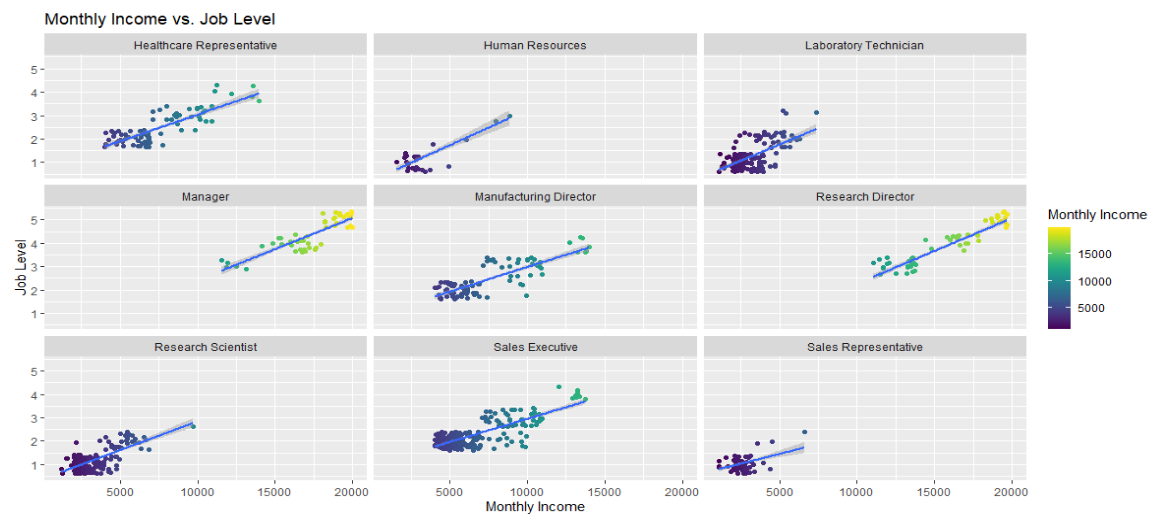 Monthly Income vs. Job Level
Healthcare Representative
Human Resources
Laboratory Technician
5
4
3
2
1
Manager
Manufacturing Director
Research Director
5
4
3
2
1
Research Scientist
Sales Executive
Sales Representative
5
4
3
2
1
Job Level
5000 10000 15000 20000
5000 10000 15000 20000
5000 10000 15000 20000
Monthly Income
Monthly Income
15000
10000
5000